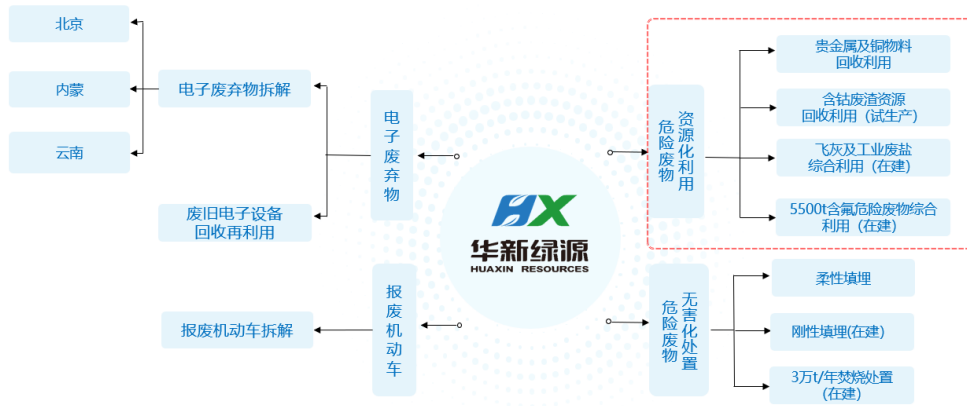 北京
内蒙
云南
电子废弃物拆解
废旧电子设备
回收再利用
电子废弃物
报废机动车拆解
报废机动车
HX
华新绿源
HUAXIN RESOURCES
危险废物
资源化利用
贵金属及铜物料
回收利用
含钴废渣资源
回收利用（试生产）
飞灰及工业废盐
综合利用（在建）
5500t含氟危险废物综合
利用（在建）
危险废物
无害化处置
柔性填埋
刚性填埋(在建）
3万t/年焚烧处置
（在建）